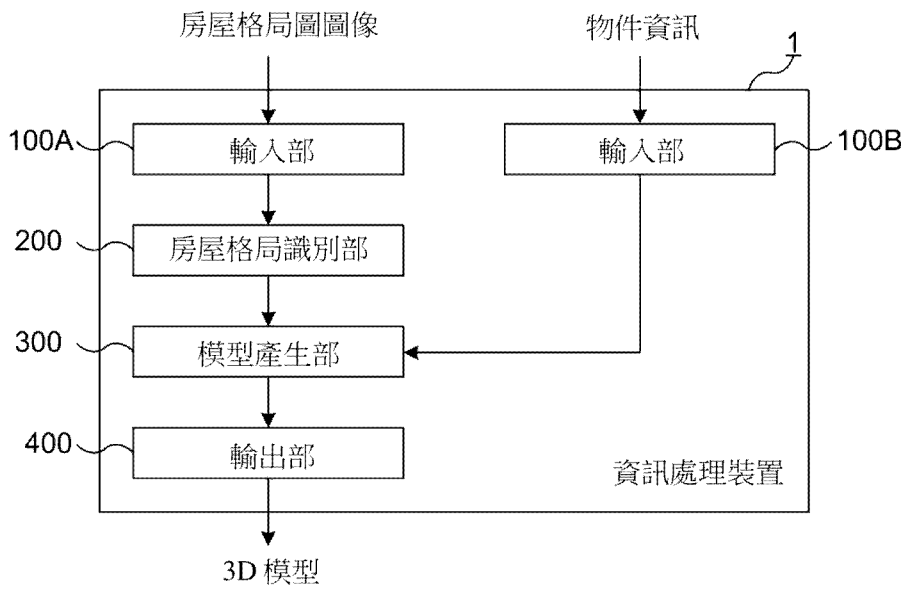 房屋格局圖圖像
物件資訊
1
100A
輸入部
輸入部
100B
200
房屋格局識別部
300
模型產生部
400
輸出部
資訊處理裝置
3D 模型